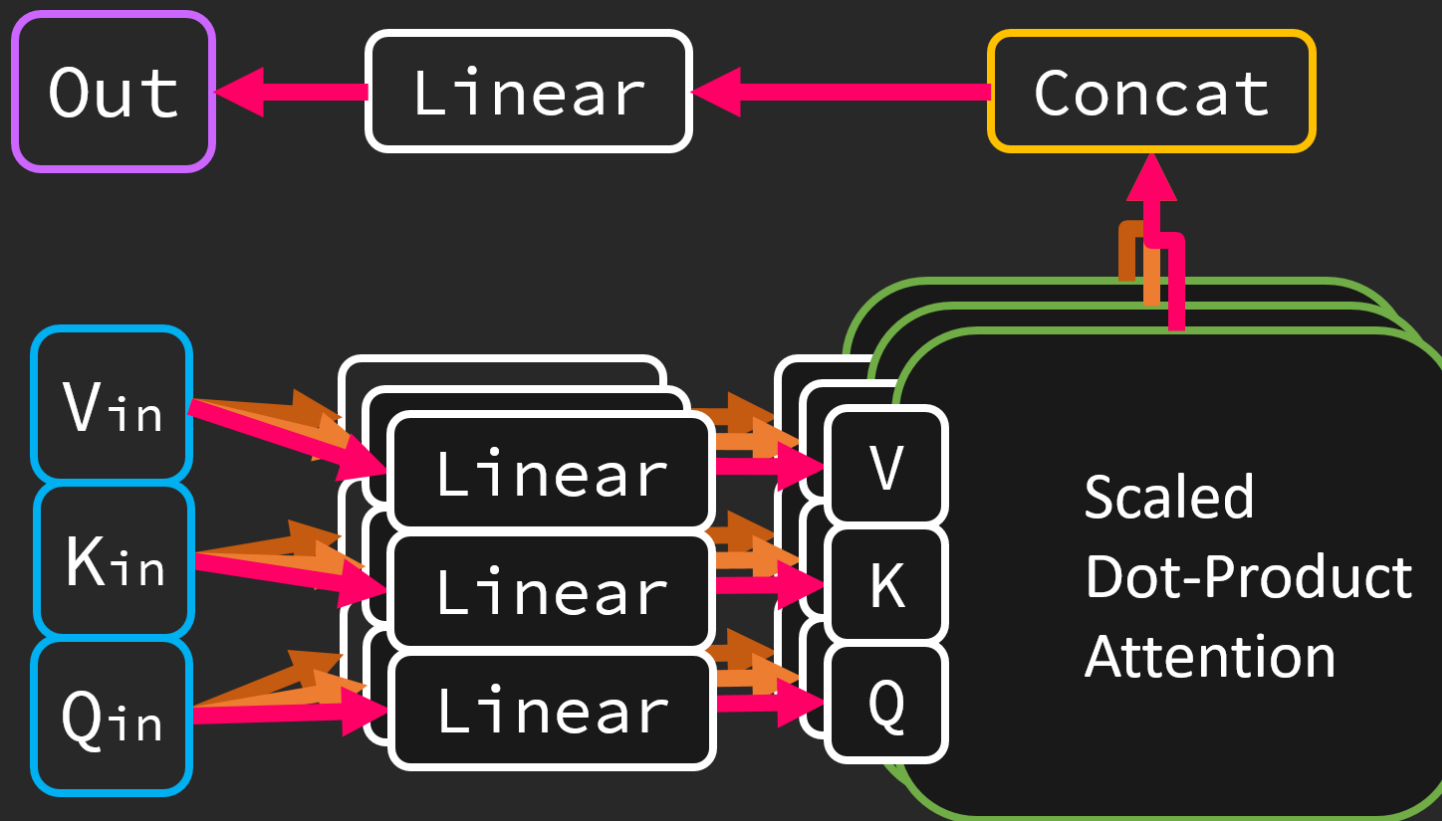 Out
Linear
Concat
Vin
Linear
V
Kin
Linear
K
Qin
Linear
Q
Scaled
Dot-Product
Attention